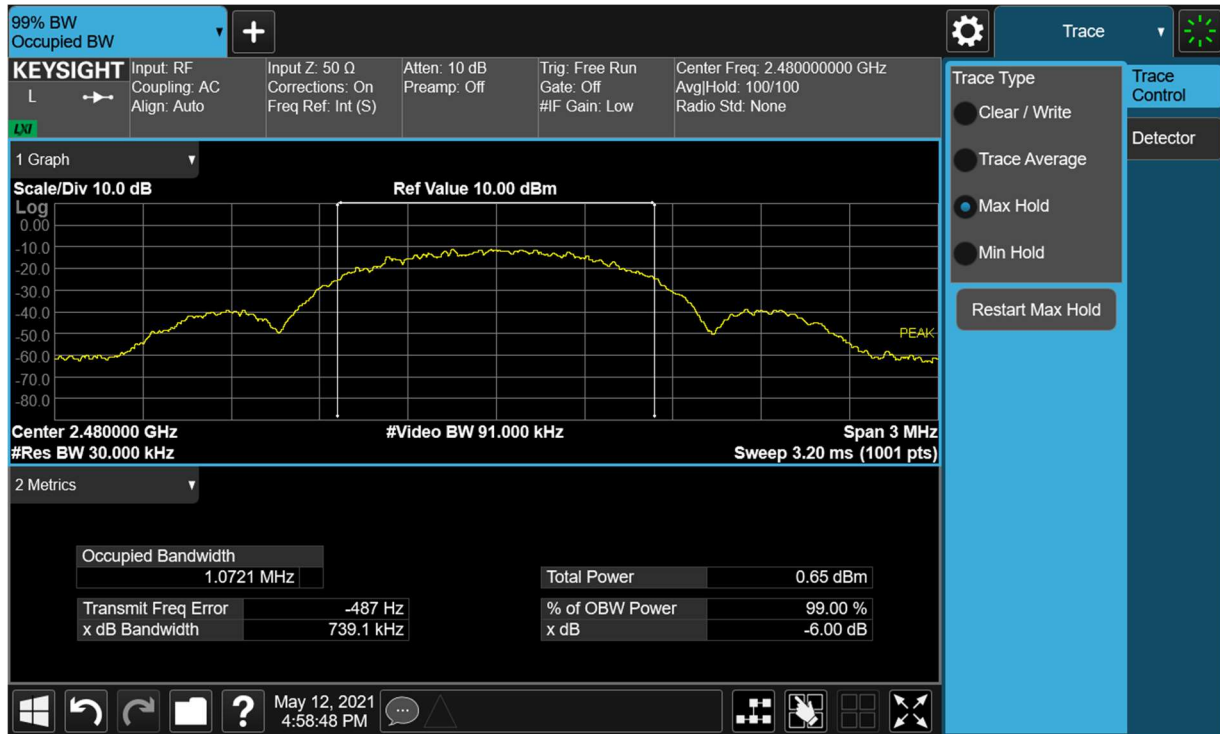 99% BW
Occupied BW
+
Trace
KEYSIGHT
L
LXI
Input: RF
Coupling: AC
Align: Auto
Input Z: 50 Ω
Corrections: On
Freq Ref: Int (S)
Atten: 10 dB
Preamp: Off
Trig: Free Run
Gate: Off
#IF Gain: Low
Center Freq: 2.480000000 GHz
Avg|Hold: 100/100
Radio Std: None
Trace Type
Clear / Write
Trace Average
Max Hold
Min Hold
Restart Max Hold
Trace
Control
Detector
1 Graph
Scale/Div 10.0 dB
Ref Value 10.00 dBm
Log
0.00
-10.0
-20.0
-30.0
-40.0
-50.0
-60.0
-70.0
-80.0
PEAK
Center 2.480000 GHz
#Video BW 91.000 kHz
Span 3 MHz
#Res BW 30.000 kHz
Sweep 3.20 ms (1001 pts)
2 Metrics
Occupied Bandwidth
1.0721 MHz
Total Power 0.65 dBm
Transmit Freq Error -487 Hz
% of OBW Power 99.00 %
x dB Bandwidth 739.1 kHz
x dB -6.00 dB
?
May 12, 2021
4:58:48 PM